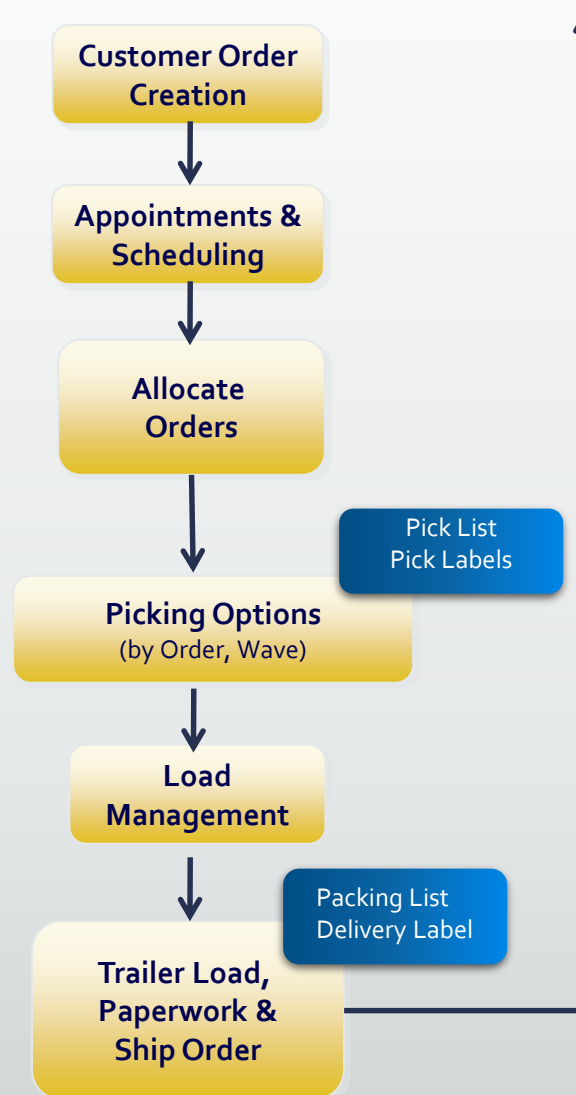 Customer Order
Creation
Appointments &
Scheduling
Allocate
Orders
Pick List
Pick Labels
Picking Options
(by Order, Wave)
Load
Management
Packing List
Delivery Label
Trailer Load,
Paperwork &
Ship Order